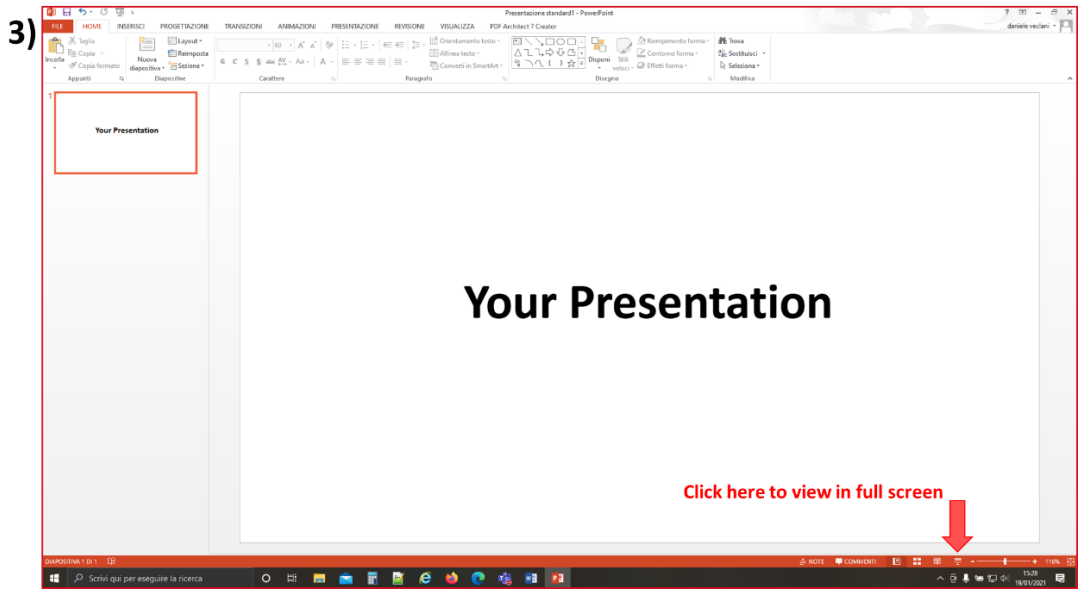 3)
Presentazione standard1 - PowerPoint
FILE HOME INSERISCI PROGETTAZIONE TRANSIZIONI ANIMAZIONI PRESENTAZIONE REVISIONE VISUALIZZA PDF Architect 7 Creator
daniele veclani
Incolla
Taglia
Copia
Copia formato
Appunti
Nuova
diapositiva
Layout
Reimposta
Sezione
Diapositive
60
G C S S abc AV Aa A
Carattere
Orientamento testo
Allinea testo
Converti in SmartArt
Paragrafo
Disponi
Stili
veloci
Riempimento forma
Contorno forma
Effetti forma
Disegno
Trova
Sostituisci
Seleziona
Modifica
1
Your Presentation
Your Presentation
Click here to view in full screen
DIAPOSITIVA 1 DI 1
NOTE COMMENTI
116%
Scrivi qui per eseguire la ricerca
15:28
19/01/2021